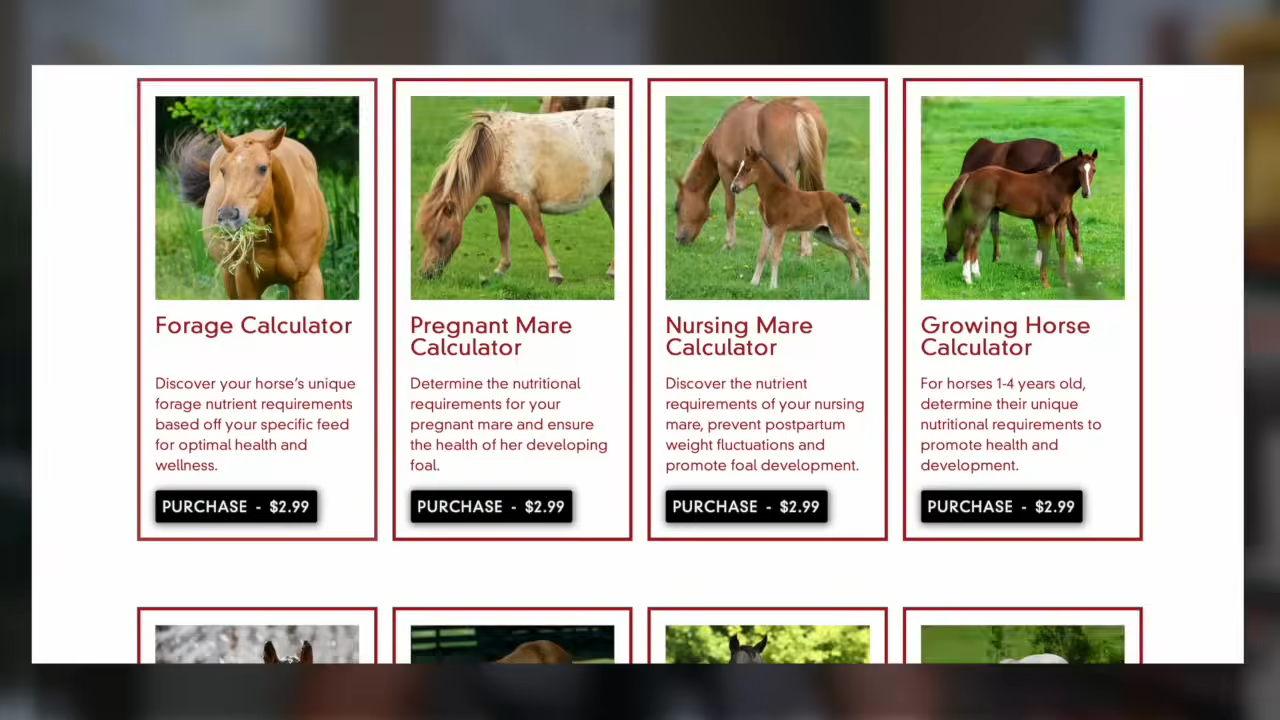 Forage Calculator
Discover your horse's unique
forage nutrient requirements
based off your specific feed
for optimal health and
wellness.
PURCHASE - $2.99
Pregnant Mare
Calculator
Determine the nutritional
requirements for your
pregnant mare and ensure
the health of her developing
foal.
PURCHASE - $2.99
Nursing Mare
Calculator
Discover the nutrient
requirements of your nursing
mare, prevent postpartum
weight fluctuations and
promote foal development.
PURCHASE - $2.99
Growing Horse
Calculator
For horses 1-4 years old,
determine their unique
nutritional requirements to
promote health and
development.
PURCHASE - $2.99